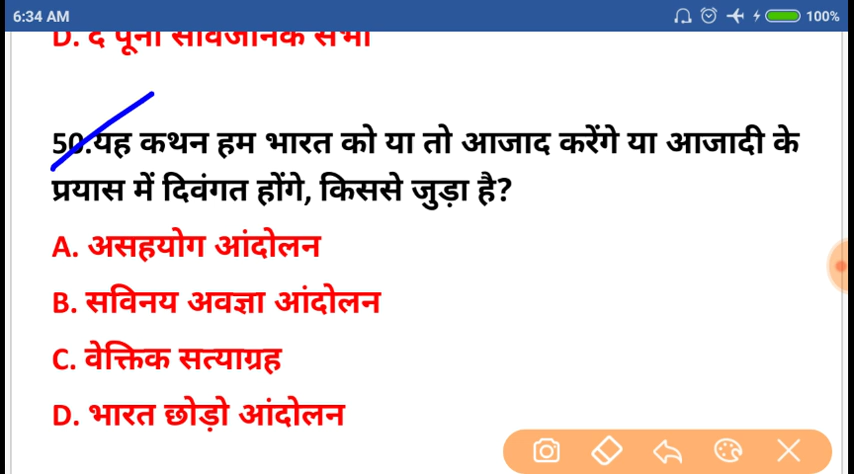 6:34 AM 100%
D. द पूना सार्वजनिक सभा
50.यह कथन हम भारत को या तो आजाद करेंगे या आजादी के
प्रयास में दिवंगत होंगे, किससे जुड़ा है?
A. असहयोग आंदोलन
B. सविनय अवज्ञा आंदोलन
C. वेक्तिक सत्याग्रह
D. भारत छोड़ो आंदोलन